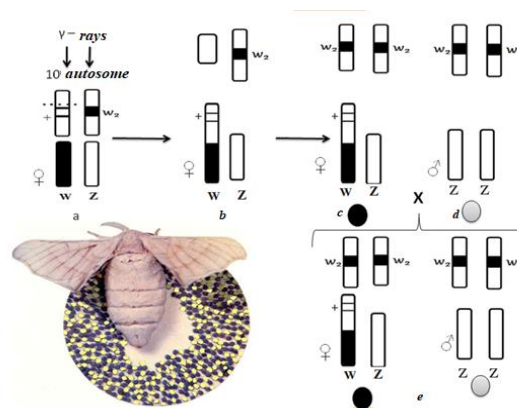 γ – rays
10 autosome
+ w₂
♀
W Z
a
w₂
+
♀
W Z
b
w₂ w₂
+
♀
W Z
c
w₂ w₂
♂
Z Z
d
X
w₂ w₂
+
♀
W Z
w₂
♂
Z Z
e